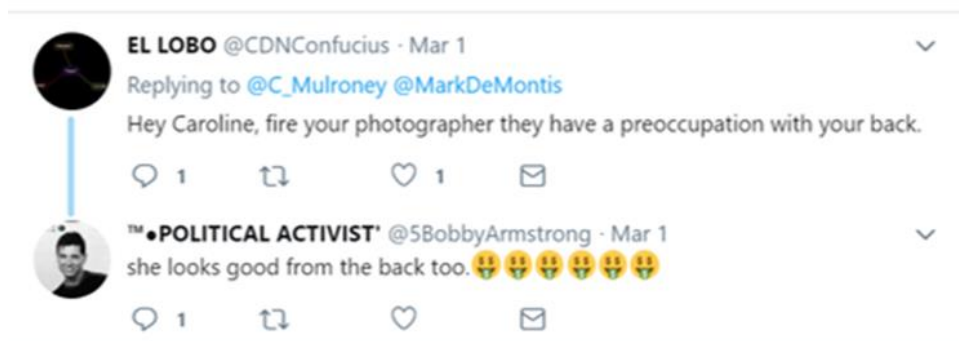 EL LOBO @CDNConfucius · Mar 1
Replying to @C_Mulroney @MarkDeMontis
Hey Caroline, fire your photographer they have a preoccupation with your back.
1 1
™●POLITICAL ACTIVIST' @5BobbyArmstrong · Mar 1
she looks good from the back too.🤑🤑🤑🤑🤑🤑
1